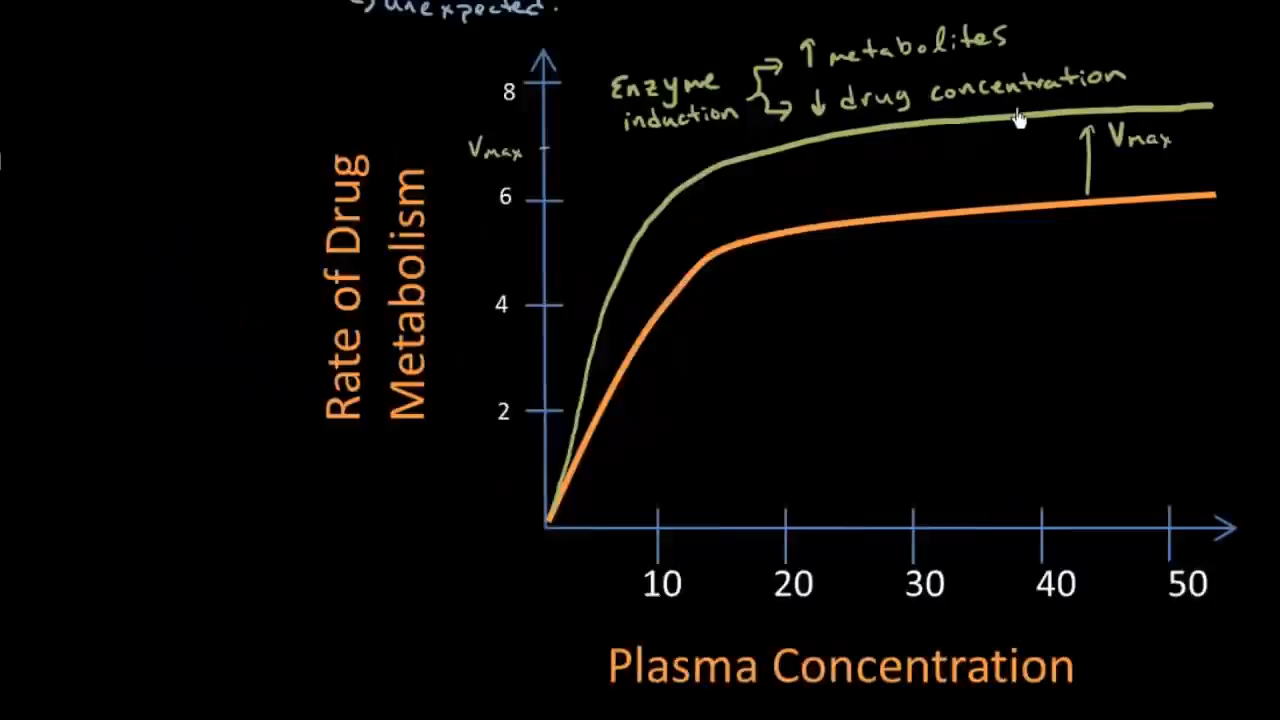 unexpected.
Enzyme
induction
↑ metabolites
↓ drug concentration
8
Vmax
6
4
2
Rate of Drug
Metabolism
↑ Vmax
10 20 30 40 50
Plasma Concentration